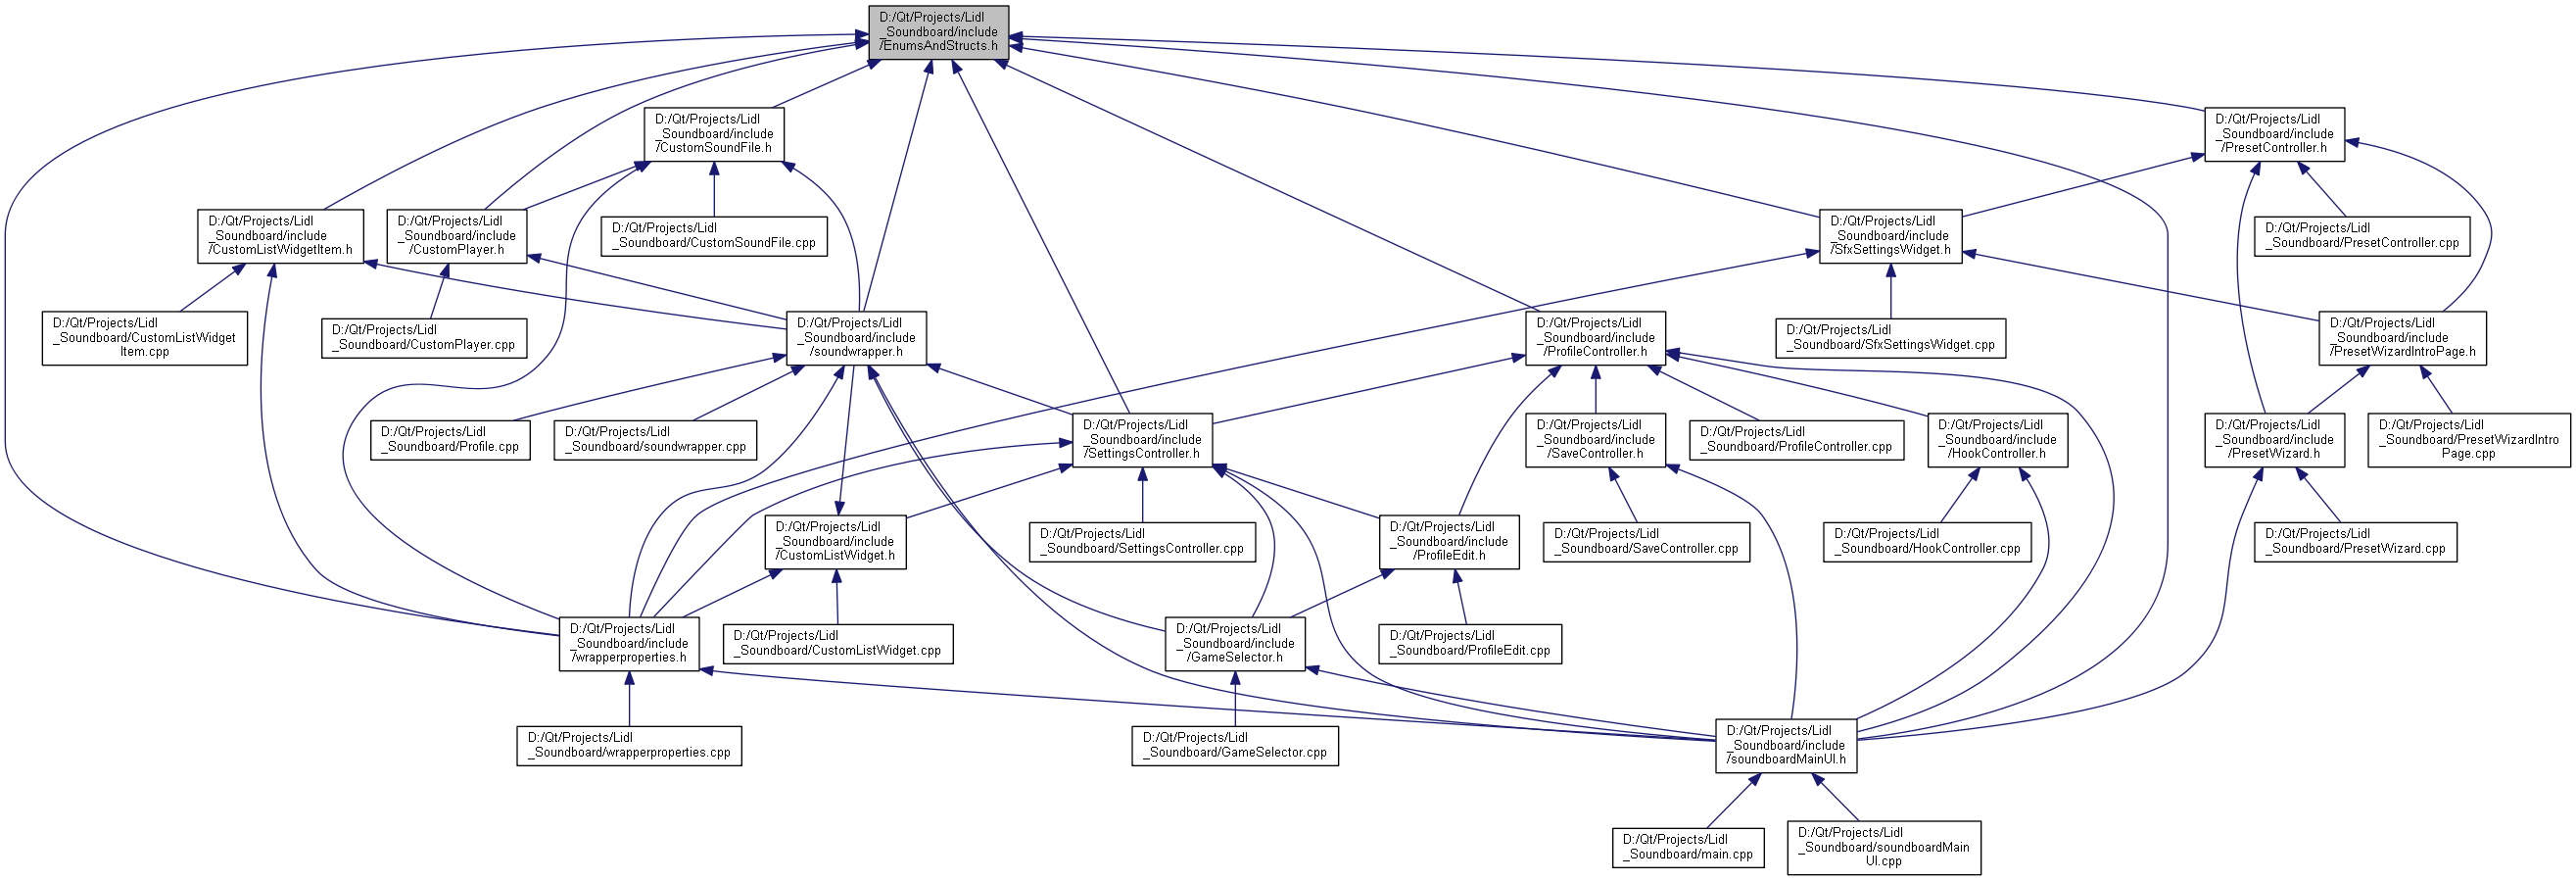 D:/Qt/Projects/Lidl
_Soundboard/include
/EnumsAndStructs.h
D:/Qt/Projects/Lidl
_Soundboard/include
/CustomSoundFile.h
D:/Qt/Projects/Lidl
_Soundboard/include
/PresetController.h
D:/Qt/Projects/Lidl
_Soundboard/include
/CustomListWidgetItem.h
D:/Qt/Projects/Lidl
_Soundboard/include
/CustomPlayer.h
D:/Qt/Projects/Lidl
_Soundboard/CustomSoundFile.cpp
D:/Qt/Projects/Lidl
_Soundboard/include
/SfxSettingsWidget.h
D:/Qt/Projects/Lidl
_Soundboard/PresetController.cpp
D:/Qt/Projects/Lidl
_Soundboard/CustomListWidget
Item.cpp
D:/Qt/Projects/Lidl
_Soundboard/CustomPlayer.cpp
D:/Qt/Projects/Lidl
_Soundboard/include
/soundwrapper.h
D:/Qt/Projects/Lidl
_Soundboard/include
/ProfileController.h
D:/Qt/Projects/Lidl
_Soundboard/SfxSettingsWidget.cpp
D:/Qt/Projects/Lidl
_Soundboard/include
/PresetWizardIntroPage.h
D:/Qt/Projects/Lidl
_Soundboard/Profile.cpp
D:/Qt/Projects/Lidl
_Soundboard/soundwrapper.cpp
D:/Qt/Projects/Lidl
_Soundboard/include
/SettingsController.h
D:/Qt/Projects/Lidl
_Soundboard/include
/SaveController.h
D:/Qt/Projects/Lidl
_Soundboard/ProfileController.cpp
D:/Qt/Projects/Lidl
_Soundboard/include
/HookController.h
D:/Qt/Projects/Lidl
_Soundboard/include
/PresetWizard.h
D:/Qt/Projects/Lidl
_Soundboard/PresetWizardIntro
Page.cpp
D:/Qt/Projects/Lidl
_Soundboard/include
/CustomListWidget.h
D:/Qt/Projects/Lidl
_Soundboard/SettingsController.cpp
D:/Qt/Projects/Lidl
_Soundboard/include
/ProfileEdit.h
D:/Qt/Projects/Lidl
_Soundboard/SaveController.cpp
D:/Qt/Projects/Lidl
_Soundboard/HookController.cpp
D:/Qt/Projects/Lidl
_Soundboard/PresetWizard.cpp
D:/Qt/Projects/Lidl
_Soundboard/include
/wrapperproperties.h
D:/Qt/Projects/Lidl
_Soundboard/CustomListWidget.cpp
D:/Qt/Projects/Lidl
_Soundboard/include
/GameSelector.h
D:/Qt/Projects/Lidl
_Soundboard/ProfileEdit.cpp
D:/Qt/Projects/Lidl
_Soundboard/wrapperproperties.cpp
D:/Qt/Projects/Lidl
_Soundboard/GameSelector.cpp
D:/Qt/Projects/Lidl
_Soundboard/include
/soundboardMainUI.h
D:/Qt/Projects/Lidl
_Soundboard/main.cpp
D:/Qt/Projects/Lidl
_Soundboard/soundboardMain
UI.cpp